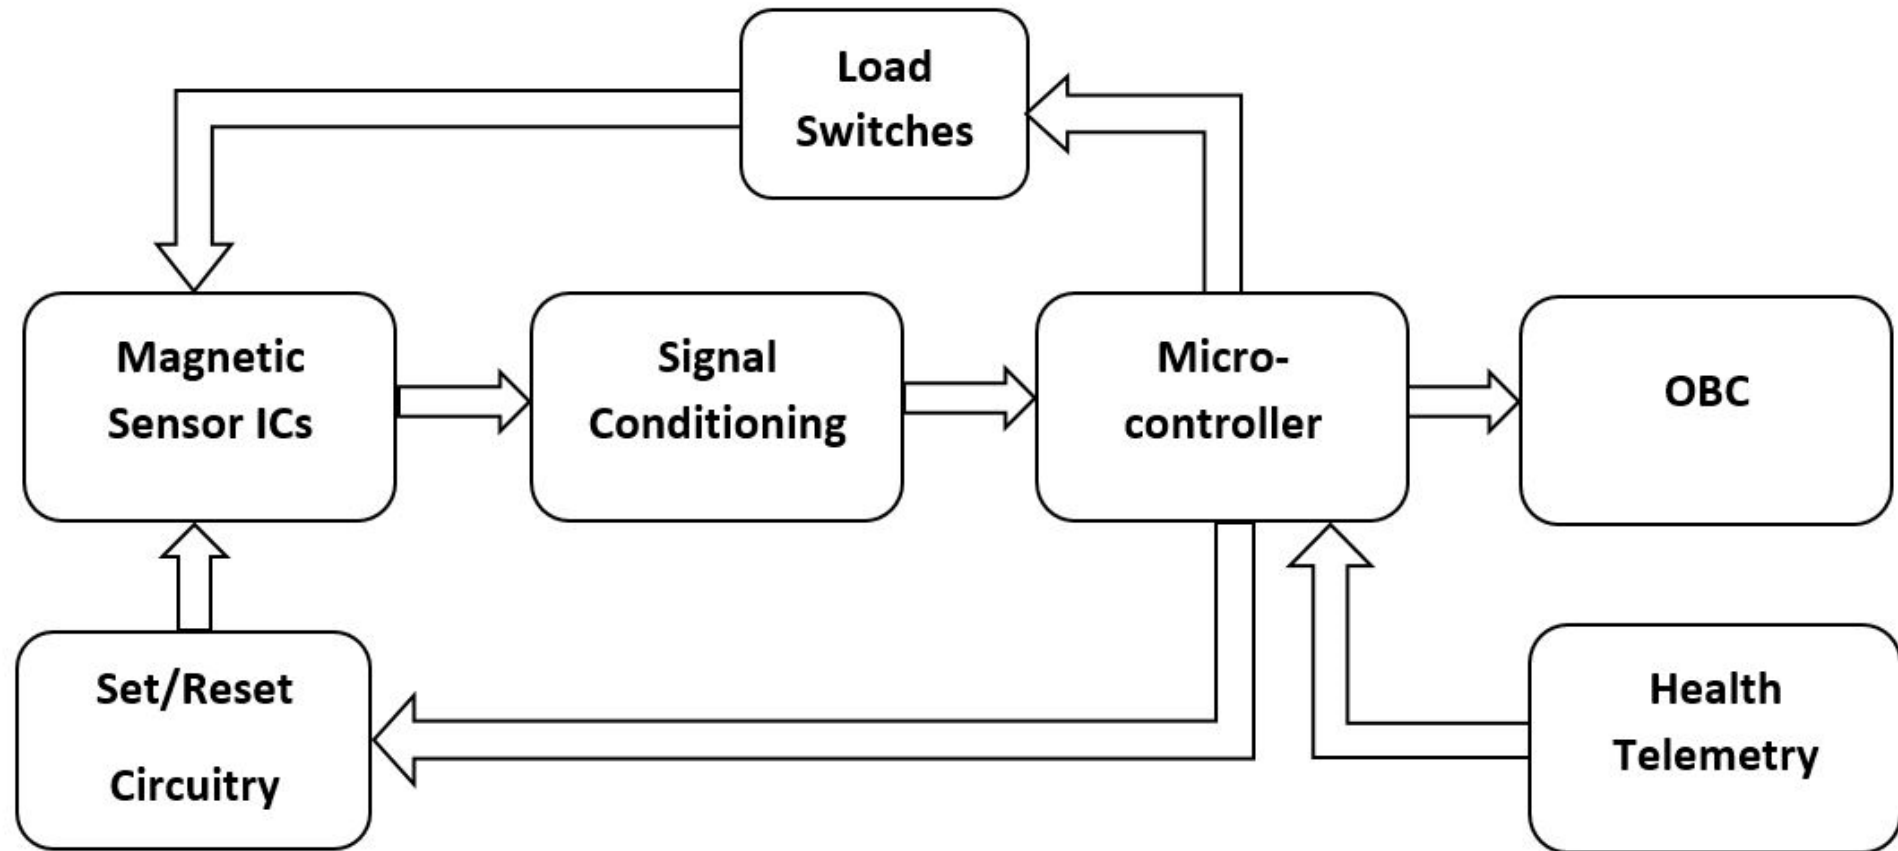 Load
Switches
Magnetic
Sensor ICs
Signal
Conditioning
Micro-
controller
OBC
Set/Reset
Circuitry
Health
Telemetry